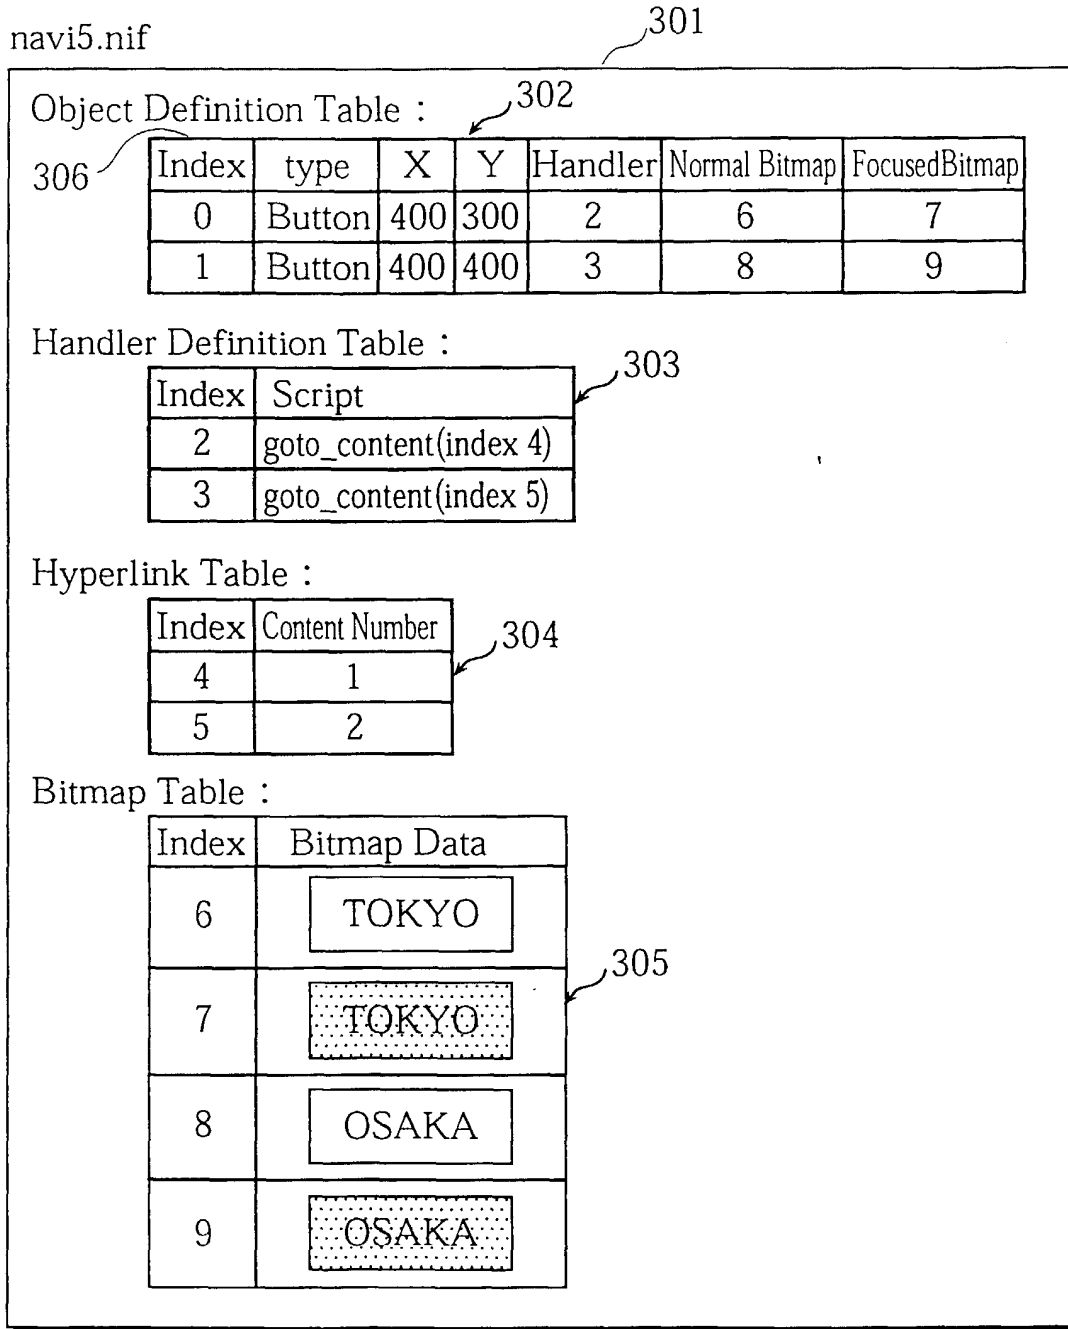 301
navi5.nif
Object Definition Table : 302
306
Index type X Y Handler Normal Bitmap FocusedBitmap
0 Button 400 300 2 6 7
1 Button 400 400 3 8 9
Handler Definition Table :
303
Index Script
2 goto_content(index 4)
3 goto_content(index 5)
Hyperlink Table :
Index Content Number 304
4 1
5 2
Bitmap Table :
Index Bitmap Data
6 TOKYO
305
7 TOKYO
8 OSAKA
9 OSAKA